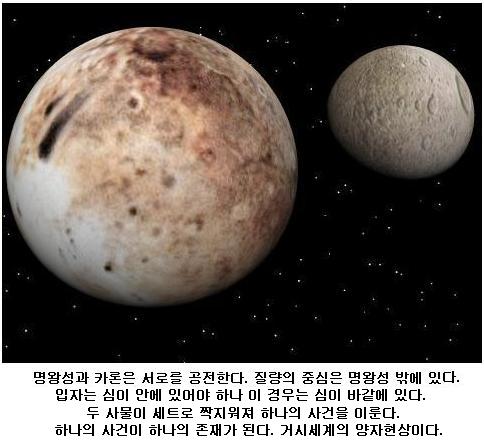 명왕성과 카론은 서로를 공전한다. 질량의 중심은 명왕성 밖에 있다.
입자는 심이 안에 있어야 하나 이 경우는 심이 바깥에 있다.
두 사물이 세트로 짝지워져 하나의 사건을 이룬다.
하나의 사건이 하나의 존재가 된다. 거시세계의 양자현상이다.